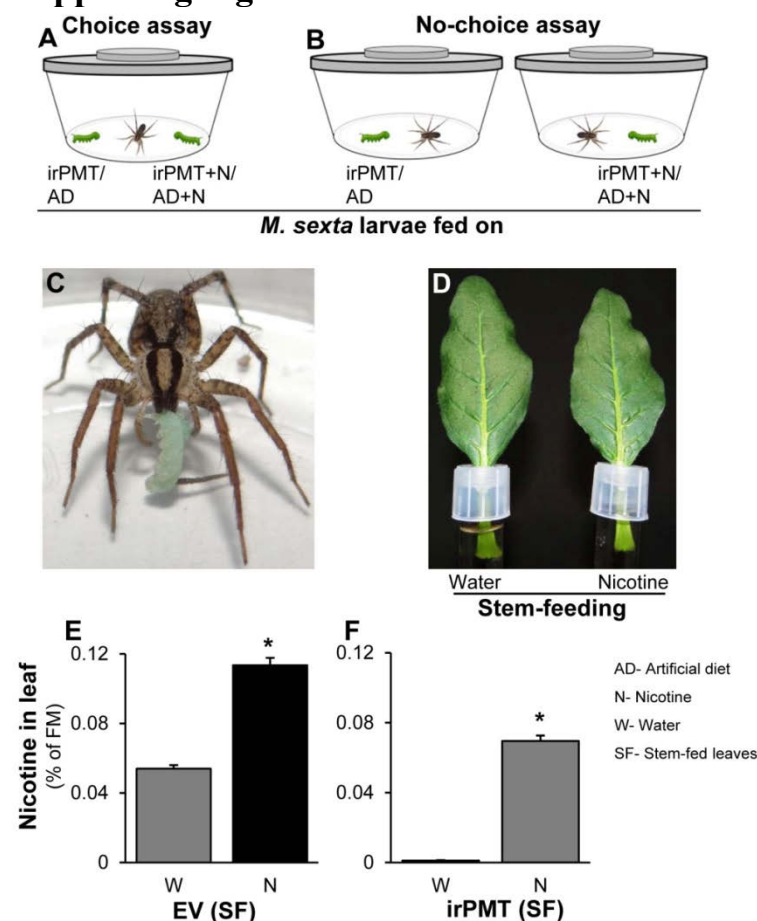 Choice assay
No-choice assay
A
B
irPMT/
AD
irPMT+N/
AD+N
irPMT/
AD
irPMT+N/
AD+N
M. sexta larvae fed on
C
D
Water
Nicotine
Stem-feeding
E
F
Nicotine in leaf
(% of FM)
0.12
0.08
0.04
0
*
W
N
EV (SF)
0.12
0.08
0.04
0
*
W
N
irPMT (SF)
AD- Artificial diet
N- Nicotine
W- Water
SF- Stem-fed leaves